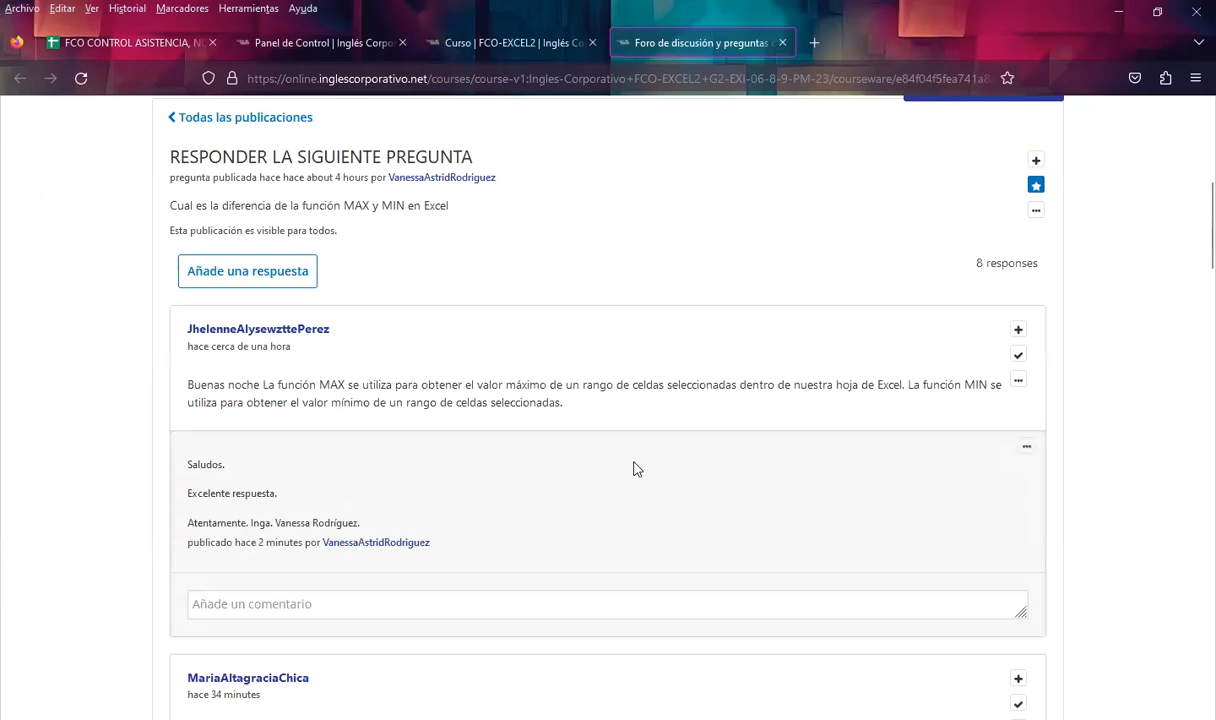 Archivo Editar Ver Historial Marcadores Herramientas Ayuda
FCO CONTROL ASISTENCIA, NO
Panel de Control | Inglés Corpo
Curso | FCO-EXCEL2 | Inglés Co
Foro de discusión y preguntas
https://online.inglescorporativo.net/courses/course-v1:Ingles-Corporativo+FCO-EXCEL2+G2-EXI-06-8-9-PM-23/courseware/e84f04f5fea741a8
Todas las publicaciones
RESPONDER LA SIGUIENTE PREGUNTA
pregunta publicada hace hace about 4 hours por VanessaAstridRodriguez
Cual es la diferencia de la función MAX y MIN en Excel
Esta publicación es visible para todos.
Añade una respuesta
8 responses
JhelenneAlysewzttePerez
hace cerca de una hora
Buenas noche La función MAX se utiliza para obtener el valor máximo de un rango de celdas seleccionadas dentro de nuestra hoja de Excel. La función MIN se
utiliza para obtener el valor mínimo de un rango de celdas seleccionadas.
Saludos.
Excelente respuesta.
Atentamente. Inga. Vanessa Rodríguez.
publicado hace 2 minutes por VanessaAstridRodriguez
Añade un comentario
MariaAltagraciaChica
hace 34 minutes